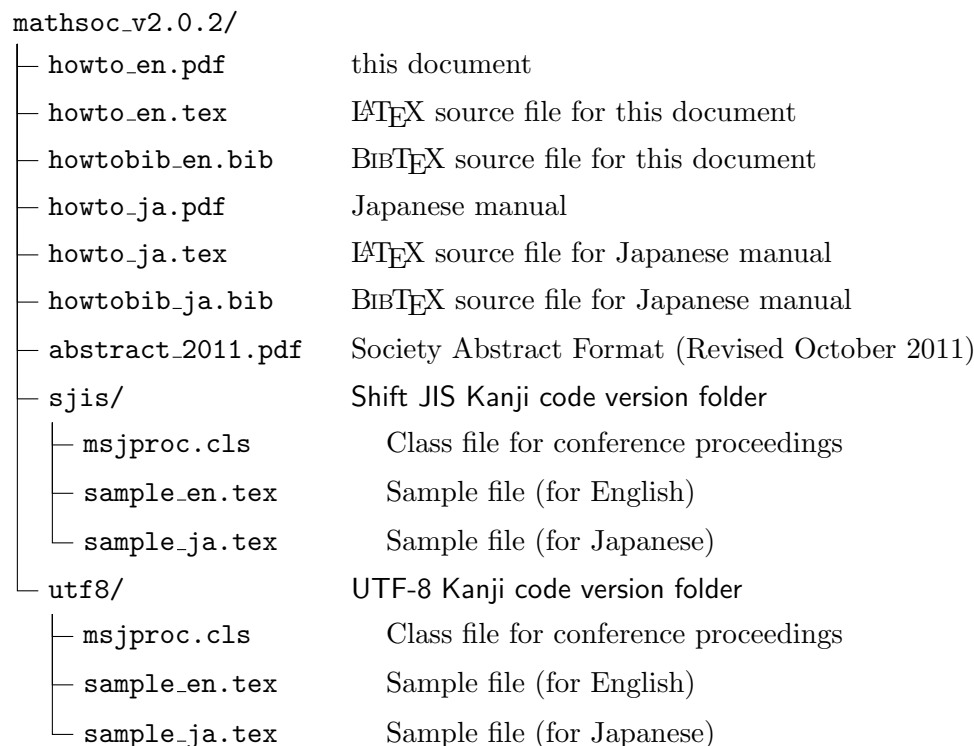 mathsoc_v2.0.2/
howto_en.pdf this document
howto_en.tex LATEX source file for this document
howtobib_en.bib BIBTEX source file for this document
howto_ja.pdf Japanese manual
howto_ja.tex LATEX source file for Japanese manual
howtobib_ja.bib BIBTEX source file for Japanese manual
abstract_2011.pdf Society Abstract Format (Revised October 2011)
sjis/ Shift JIS Kanji code version folder
msjproc.cls Class file for conference proceedings
sample_en.tex Sample file (for English)
sample_ja.tex Sample file (for Japanese)
utf8/ UTF-8 Kanji code version folder
msjproc.cls Class file for conference proceedings
sample_en.tex Sample file (for English)
sample_ja.tex Sample file (for Japanese)